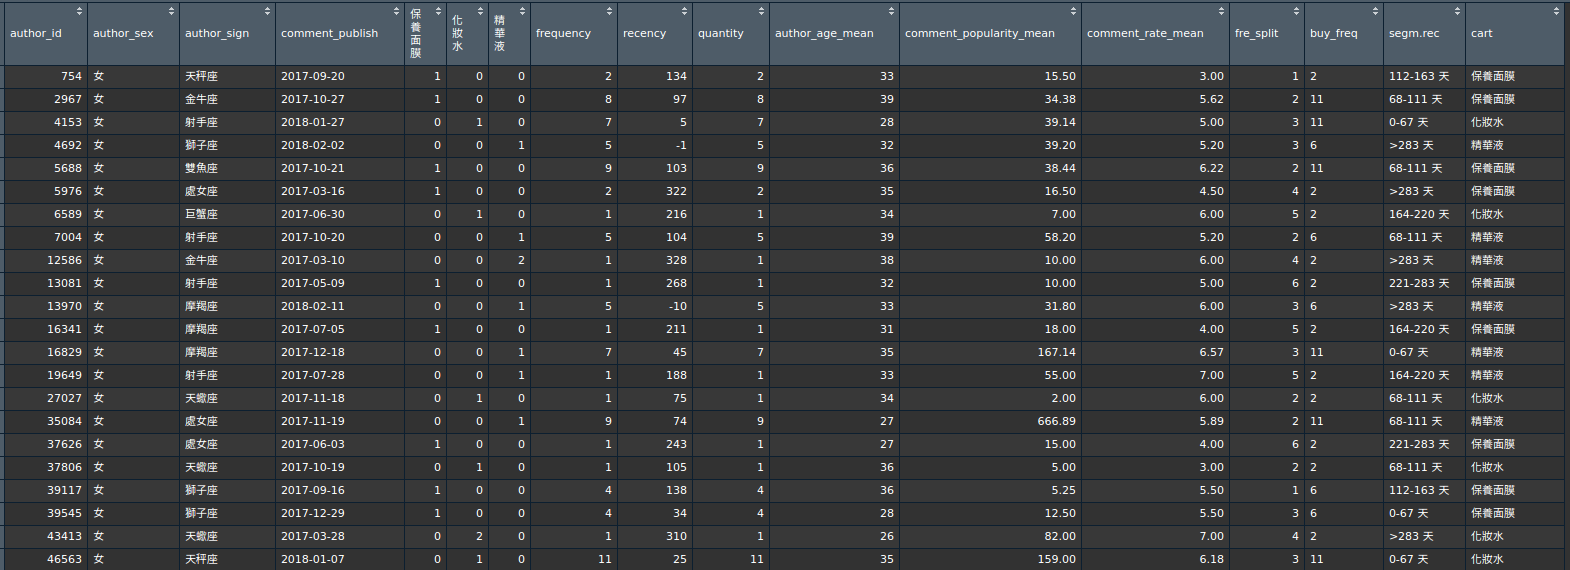 author_id author_sex author_sign comment_publish 保養面膜 化妝水 精華液 frequency recency quantity author_age_mean comment_popularity_mean comment_rate_mean fre_split buy_freq segm.rec cart
754 女 天秤座 2017-09-20 1 0 0 2 134 2 33 15.50 3.00 1 2 112-163 天 保養面膜
2967 女 金牛座 2017-10-27 1 0 0 8 97 8 39 34.38 5.62 2 11 68-111 天 保養面膜
4153 女 射手座 2018-01-27 0 1 0 7 5 7 28 39.14 5.00 3 11 0-67 天 化妝水
4692 女 獅子座 2018-02-02 0 0 1 5 -1 5 32 39.20 5.20 3 6 >283 天 精華液
5688 女 雙魚座 2017-10-21 1 0 0 9 103 9 36 38.44 6.22 2 11 68-111 天 保養面膜
5976 女 處女座 2017-03-16 1 0 0 2 322 2 35 16.50 4.50 4 2 >283 天 保養面膜
6589 女 巨蟹座 2017-06-30 0 1 0 1 216 1 34 7.00 6.00 5 2 164-220 天 化妝水
7004 女 射手座 2017-10-20 0 0 1 5 104 5 39 58.20 5.20 2 6 68-111 天 精華液
12586 女 金牛座 2017-03-10 0 0 2 1 328 1 38 10.00 6.00 4 2 >283 天 精華液
13081 女 射手座 2017-05-09 1 0 0 1 268 1 32 10.00 5.00 6 2 221-283 天 保養面膜
13970 女 摩羯座 2018-02-11 0 0 1 5 -10 5 33 31.80 6.00 3 6 >283 天 精華液
16341 女 摩羯座 2017-07-05 1 0 0 1 211 1 31 18.00 4.00 5 2 164-220 天 保養面膜
16829 女 摩羯座 2017-12-18 0 0 1 7 45 7 35 167.14 6.57 3 11 0-67 天 精華液
19649 女 射手座 2017-07-28 0 0 1 1 188 1 33 55.00 7.00 5 2 164-220 天 精華液
27027 女 天蠍座 2017-11-18 0 1 0 1 75 1 34 2.00 6.00 2 2 68-111 天 化妝水
35084 女 處女座 2017-11-19 0 0 1 9 74 9 27 666.89 5.89 2 11 68-111 天 精華液
37626 女 處女座 2017-06-03 1 0 0 1 243 1 27 15.00 4.00 6 2 221-283 天 保養面膜
37806 女 天蠍座 2017-10-19 0 1 0 1 105 1 36 5.00 3.00 2 2 68-111 天 化妝水
39117 女 獅子座 2017-09-16 1 0 0 4 138 4 36 5.25 5.50 1 6 112-163 天 保養面膜
39545 女 獅子座 2017-12-29 1 0 0 4 34 4 28 12.50 5.50 3 6 0-67 天 保養面膜
43413 女 天蠍座 2017-03-28 0 2 0 1 310 1 26 82.00 7.00 4 2 >283 天 化妝水
46563 女 天秤座 2018-01-07 0 1 0 11 25 11 35 159.00 6.18 3 11 0-67 天 化妝水